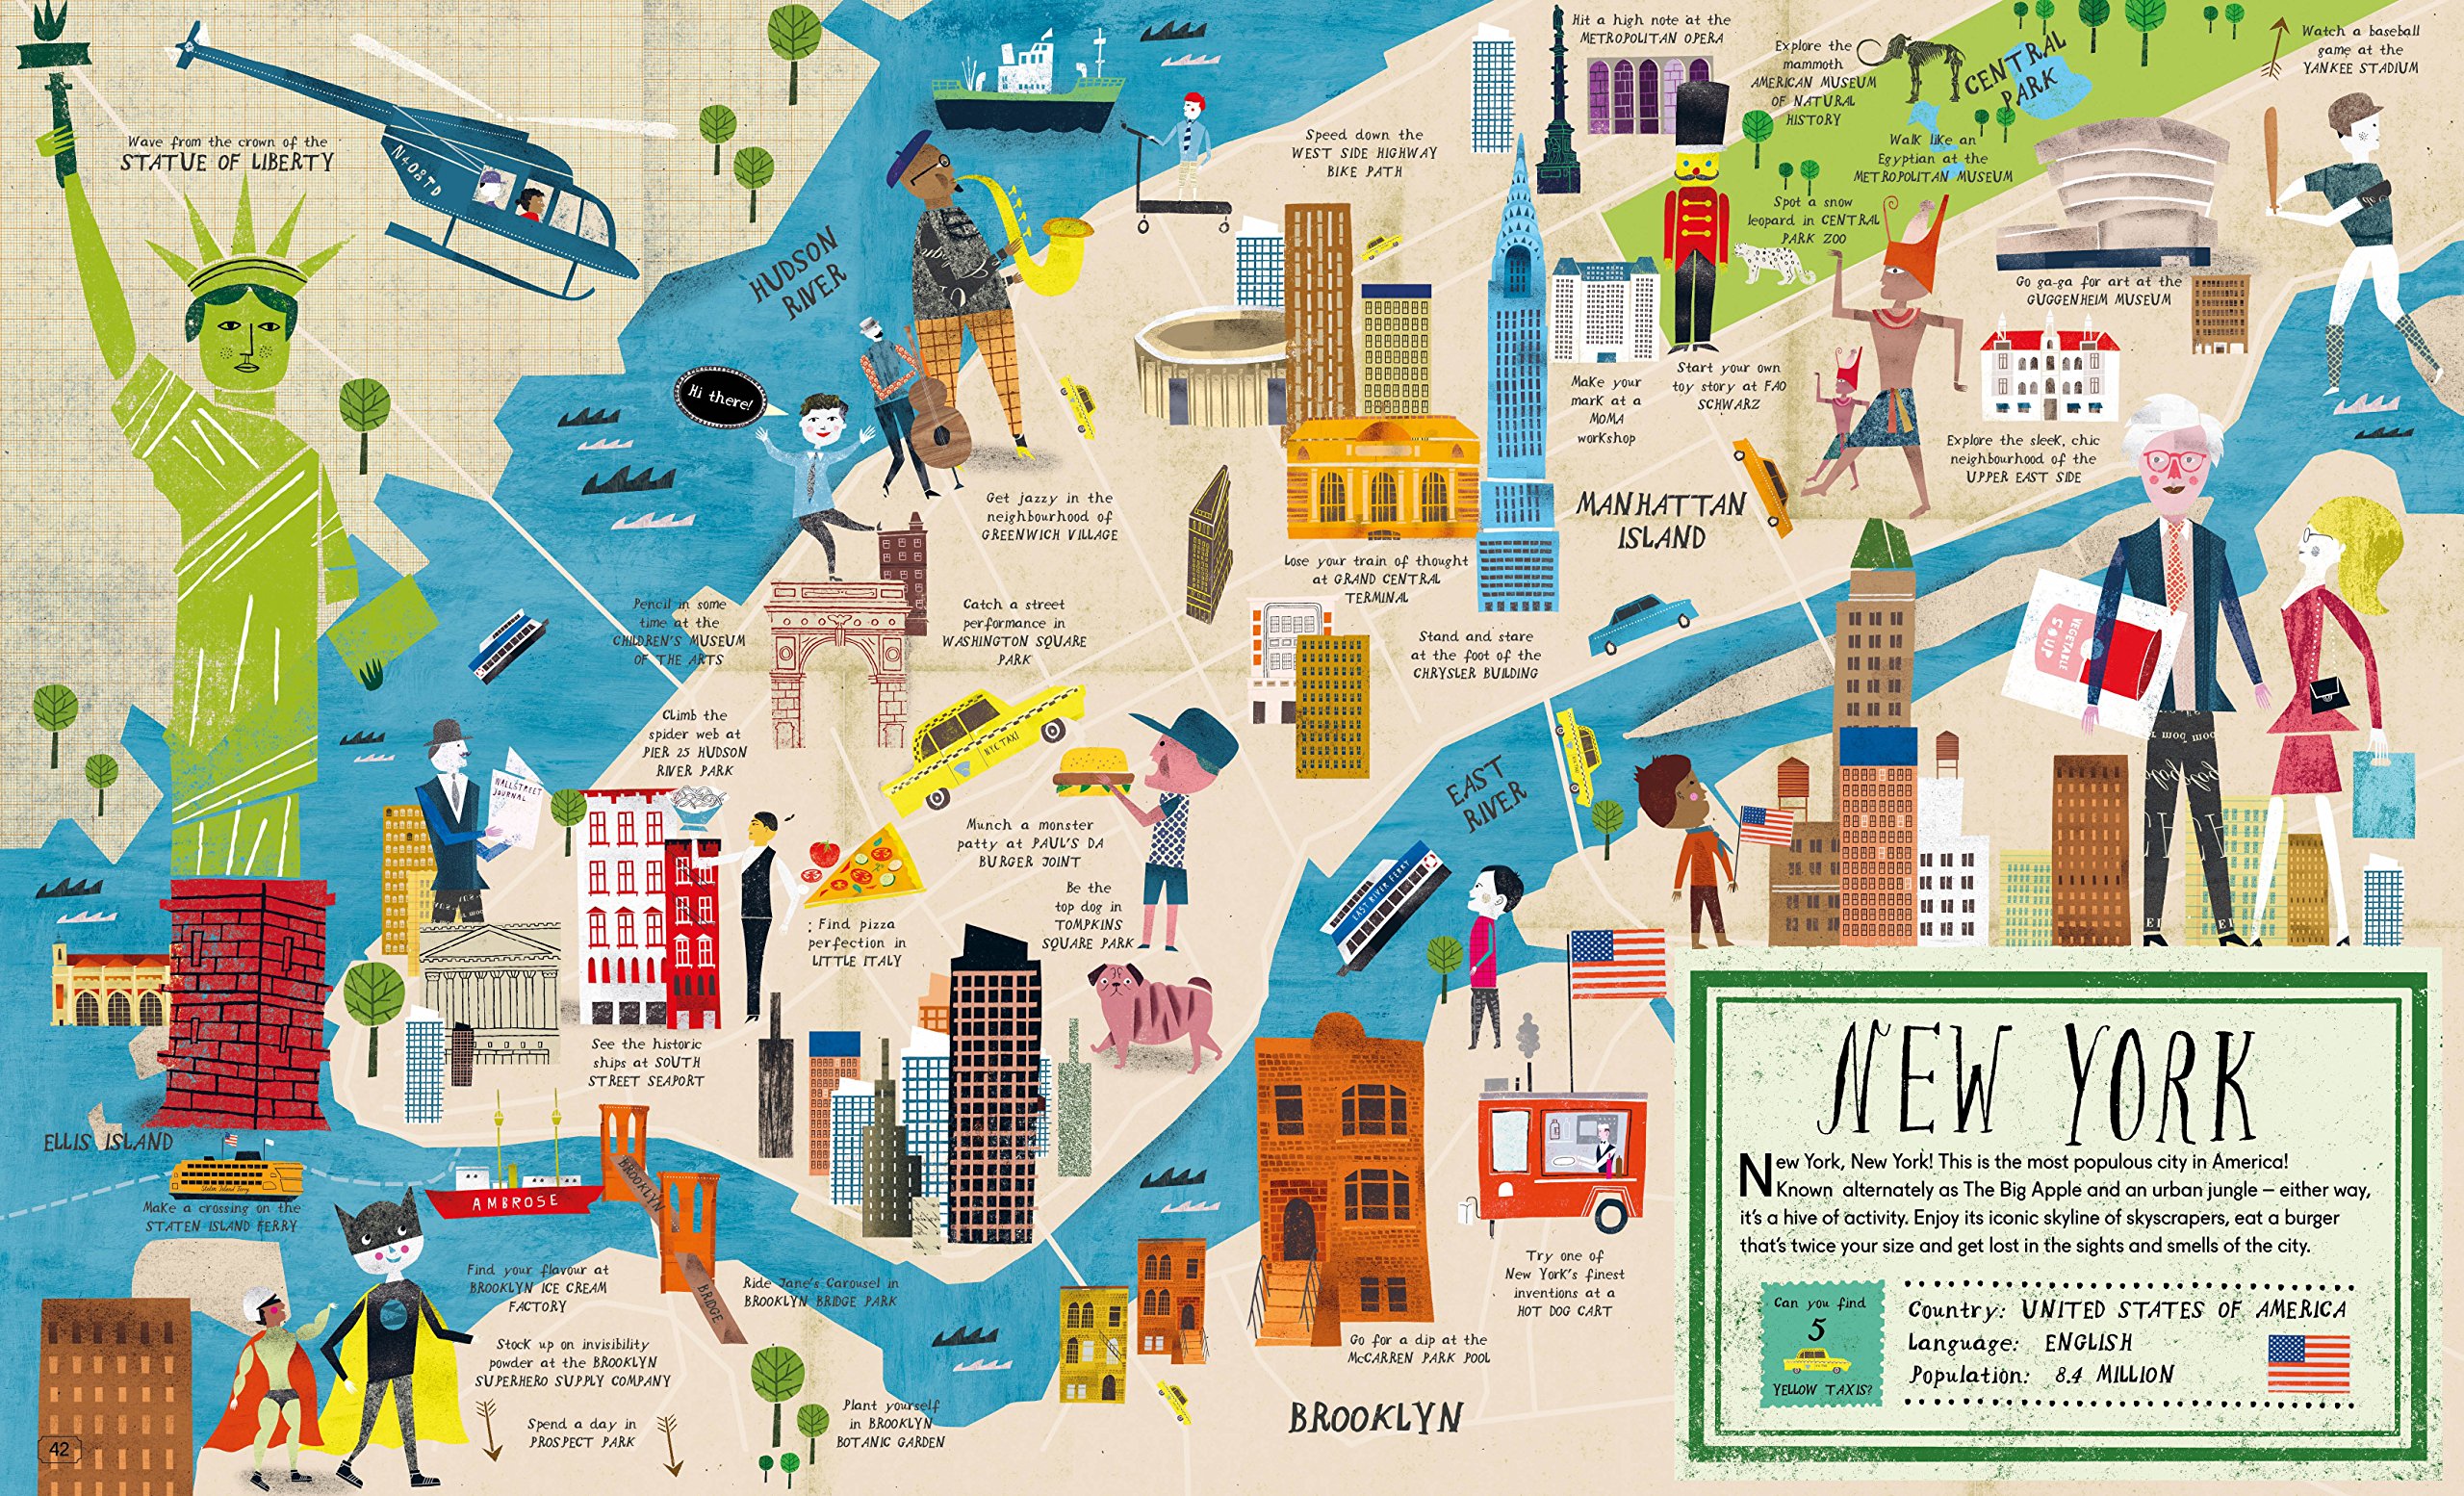 Wave from the crown of the
STATUE OF LIBERTY
N408TD
HUDSON
RIVER
Hi there!
Hit a high note at the
METROPOLITAN OPERA
Speed down the
WEST SIDE HIGHWAY
BIKE PATH
Explore the
mammoth
AMERICAN MUSEUM
OF NATURAL
HISTORY
CENTRAL
PARK
Watch a baseball
game at the
YANKEE STADIUM
Walk like an
Egyptian at the
METROPOLITAN MUSEUM
Spot a snow
leopard in CENTRAL
PARK ZOO
Go ga-ga for art at the
GUGGENHEIM MUSEUM
Make your
mark at a
MOMA
workshop
Start your own
toy story at FAO
SCHWARZ
Explore the sleek, chic
neighbourhood of the
UPPER EAST SIDE
Get jazzy in the
neighbourhood of
GREENWICH VILLAGE
MANHATTAN
ISLAND
Lose your train of thought
at GRAND CENTRAL
TERMINAL
Stand and stare
at the foot of the
CHRYSLER BUILDING
Pencil in some
time at the
CHILDREN'S MUSEUM
OF THE ARTS
Catch a street
performance in
WASHINGTON SQUARE
PARK
VEGETABLE
SOUP
Climb the
spider web at
PIER 25 HUDSON
RIVER PARK
NYC TAXI
WALL STREET
JOURNAL
EAST
RIVER
Munch a monster
patty at PAUL'S DA
BURGER JOINT
Be the
top dog in
TOMPKINS
SQUARE PARK
EAST RIVER FERRY
Find pizza
perfection in
LITTLE ITALY
See the historic
ships at SOUTH
STREET SEAPORT
ELLIS ISLAND
Staten Island Ferry
Make a crossing on the
STATEN ISLAND FERRY
AMBROSE
BROOKLYN
BRIDGE
Find your flavour at
BROOKLYN ICE CREAM
FACTORY
Ride Jane's Carousel in
BROOKLYN BRIDGE PARK
Stock up on invisibility
powder at the BROOKLYN
SUPERHERO SUPPLY COMPANY
Spend a day in
PROSPECT PARK
Plant yourself
in BROOKLYN
BOTANIC GARDEN
Go for a dip at the
McCARREN PARK POOL
Try one of
New York's finest
inventions at a
HOT DOG CART
BROOKLYN
42
NEW YORK
New York, New York! This is the most populous city in America!
Known alternately as The Big Apple and an urban jungle – either way,
it's a hive of activity. Enjoy its iconic skyline of skyscrapers, eat a burger
that's twice your size and get lost in the sights and smells of the city.
Can you find
5
YELLOW TAXIS?
Country: UNITED STATES OF AMERICA
Language: ENGLISH
Population: 8.4 MILLION